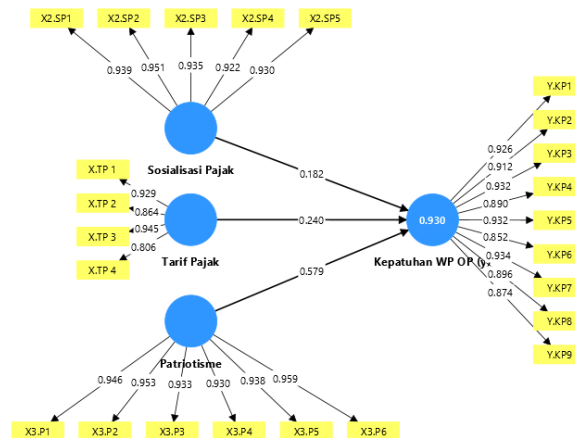 X2.SP1 X2.SP2 X2.SP3 X2.SP4 X2.SP5
0.939 0.951 0.935 0.922 0.930
Sosialisasi Pajak
0.182
X.TP 1
X.TP 2
X.TP 3
X.TP 4
0.929
0.864
0.945
0.806
Tarif Pajak
0.240
0.579
Patriotisme
0.946 0.953 0.933 0.930 0.938 0.959
X3.P1 X3.P2 X3.P3 X3.P4 X3.P5 X3.P6
0.930
Kepatuhan WP OP (y)
0.926
0.912
0.932
0.890
0.932
0.852
0.934
0.896
0.874
Y.KP1
Y.KP2
Y.KP3
Y.KP4
Y.KP5
Y.KP6
Y.KP7
Y.KP8
Y.KP9